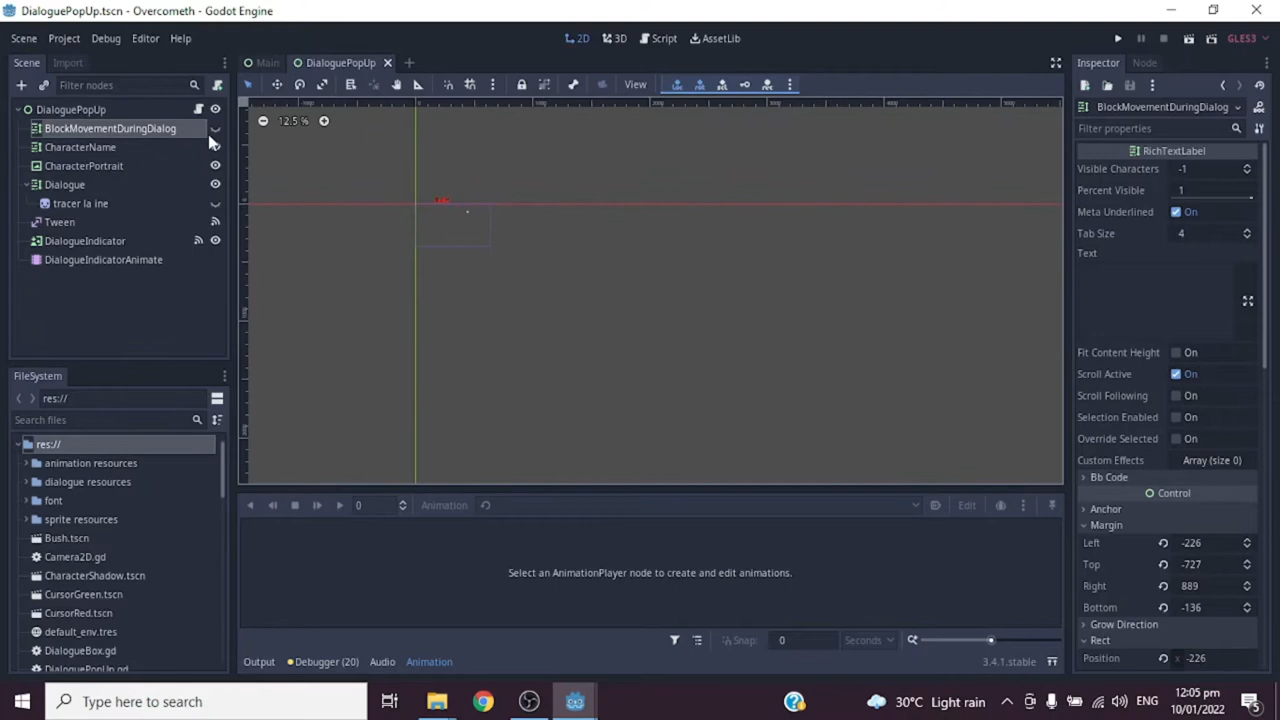 DialoguePopUp.tscn - Overcometh - Godot Engine
Scene Project Debug Editor Help
2D 3D Script AssetLib
GLES3
Scene Import
Main DialoguePopUp
Inspector Node
Filter nodes
View
DialoguePopUp
BlockMovementDuringDialog
CharacterName
CharacterPortrait
Dialogue
tracer la ine
Tween
DialogueIndicator
DialogueIndicatorAnimate
12.5 %
BlockMovementDuringDialog
Filter properties
RichTextLabel
Visible Characters -1
Percent Visible 1
Meta Underlined On
Tab Size 4
Text
Fit Content Height On
Scroll Active On
Scroll Following On
Selection Enabled On
Override Selected On
Custom Effects Array (size 0)
Bb Code
Control
Anchor
Margin
Left -226
Top -727
Right 889
Bottom -136
Grow Direction
Rect
Position x -226
FileSystem
res://
Search files
res://
animation resources
dialogue resources
font
sprite resources
Bush.tscn
Camera2D.gd
CharacterShadow.tscn
CursorGreen.tscn
CursorRed.tscn
default_env.tres
DialogueBox.gd
DialoguePopUp.gd
0 Animation Edit
Select an AnimationPlayer node to create and edit animations.
Snap: 0 Seconds
Output Debugger (20) Audio Animation
3.4.1.stable
Type here to search
30°C Light rain
ENG
12:05 pm
10/01/2022
5